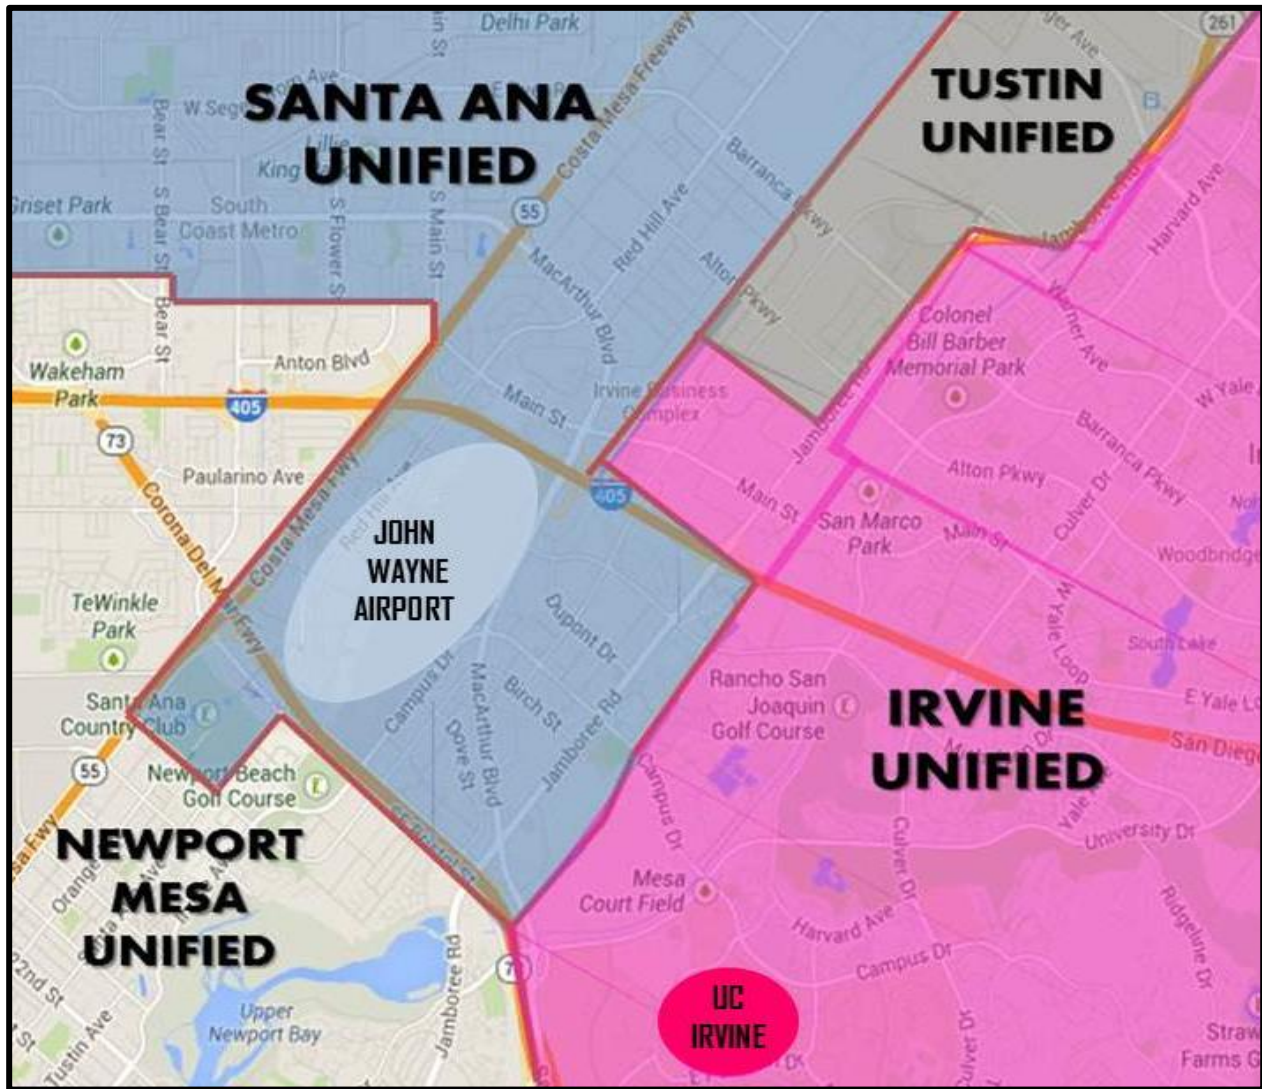 Delhi Park
261
SANTA ANA
UNIFIED
TUSTIN
UNIFIED
Costa Mesa Freeway
Bear St
S Bear St
Bear St
King
S Flower St
S Main St
Griset Park
South
Coast Metro
55
Red Hill Ave
Barranca Pkwy
MacArthur Blvd
Alton Pkwy
Harvard Ave
Warner Ave
Colonel
Bill Barber
Memorial Park
Wakeham
Park
Anton Blvd
405
Irvine Business
Complex
Main St
W Yale
Barranca Pkwy
73
Paularino Ave
Costa Mesa Fwy
Alton Pkwy
Culver Dr
405
Main St
San Marco
Park
Main St
Woodbridge
Corona Del Mar Fwy
JOHN
WAYNE
AIRPORT
TeWinkle
Park
Dupont Dr
W Yale Loop
South Lake
Santa Ana
Country Club
Campus Dr
MacArthur Blvd
Birch St
Dove St
Jamboree Rd
Rancho San
Joaquin
Golf Course
E Yale
IRVINE
UNIFIED
San Diego
55
Newport Beach
Golf Course
Campus Dr
University Dr
NEWPORT
MESA
UNIFIED
Culver Dr
Mesa
Court Field
Harvard Ave
Ridgeline Dr
Campus Dr
22nd St
Tustin Ave
Upper
Newport Bay
Jamboree Rd
UC
IRVINE
Culver Dr
Straw
Farms